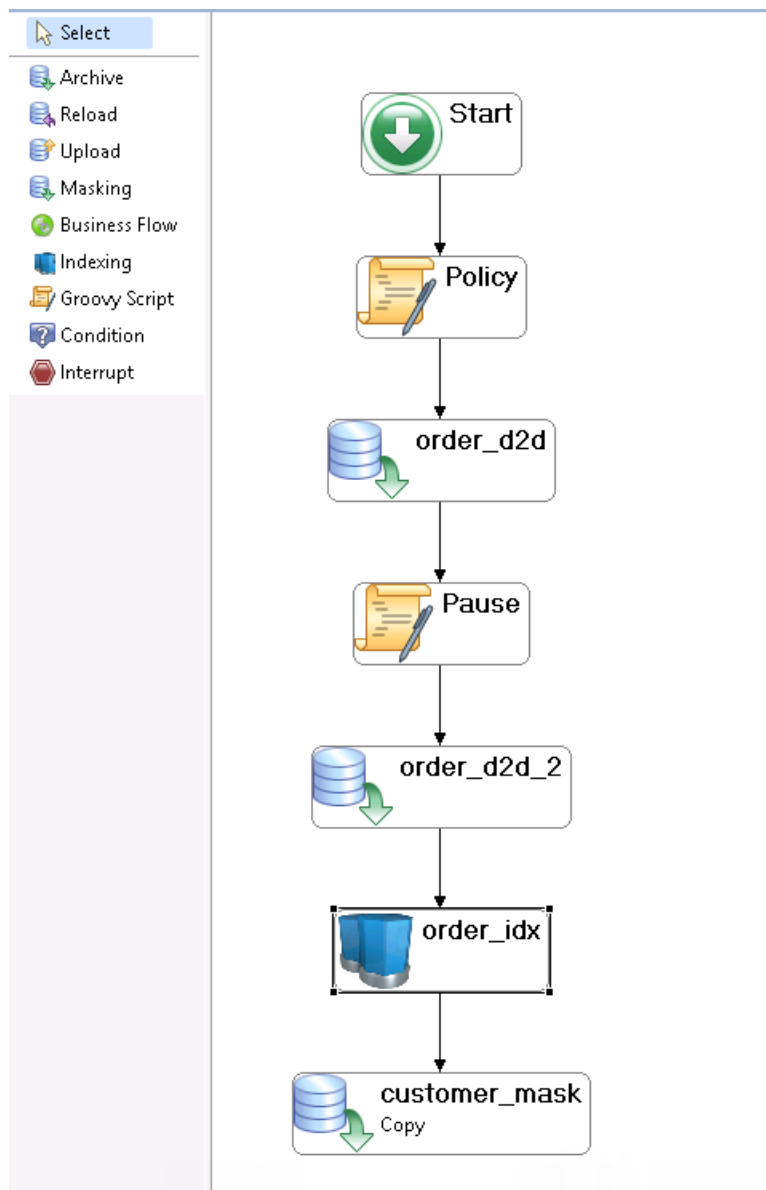 Select
Archive
Reload
Upload
Masking
Business Flow
Indexing
Groovy Script
Condition
Interrupt
Start
Policy
order_d2d
Pause
order_d2d_2
order_idx
customer_mask
Copy